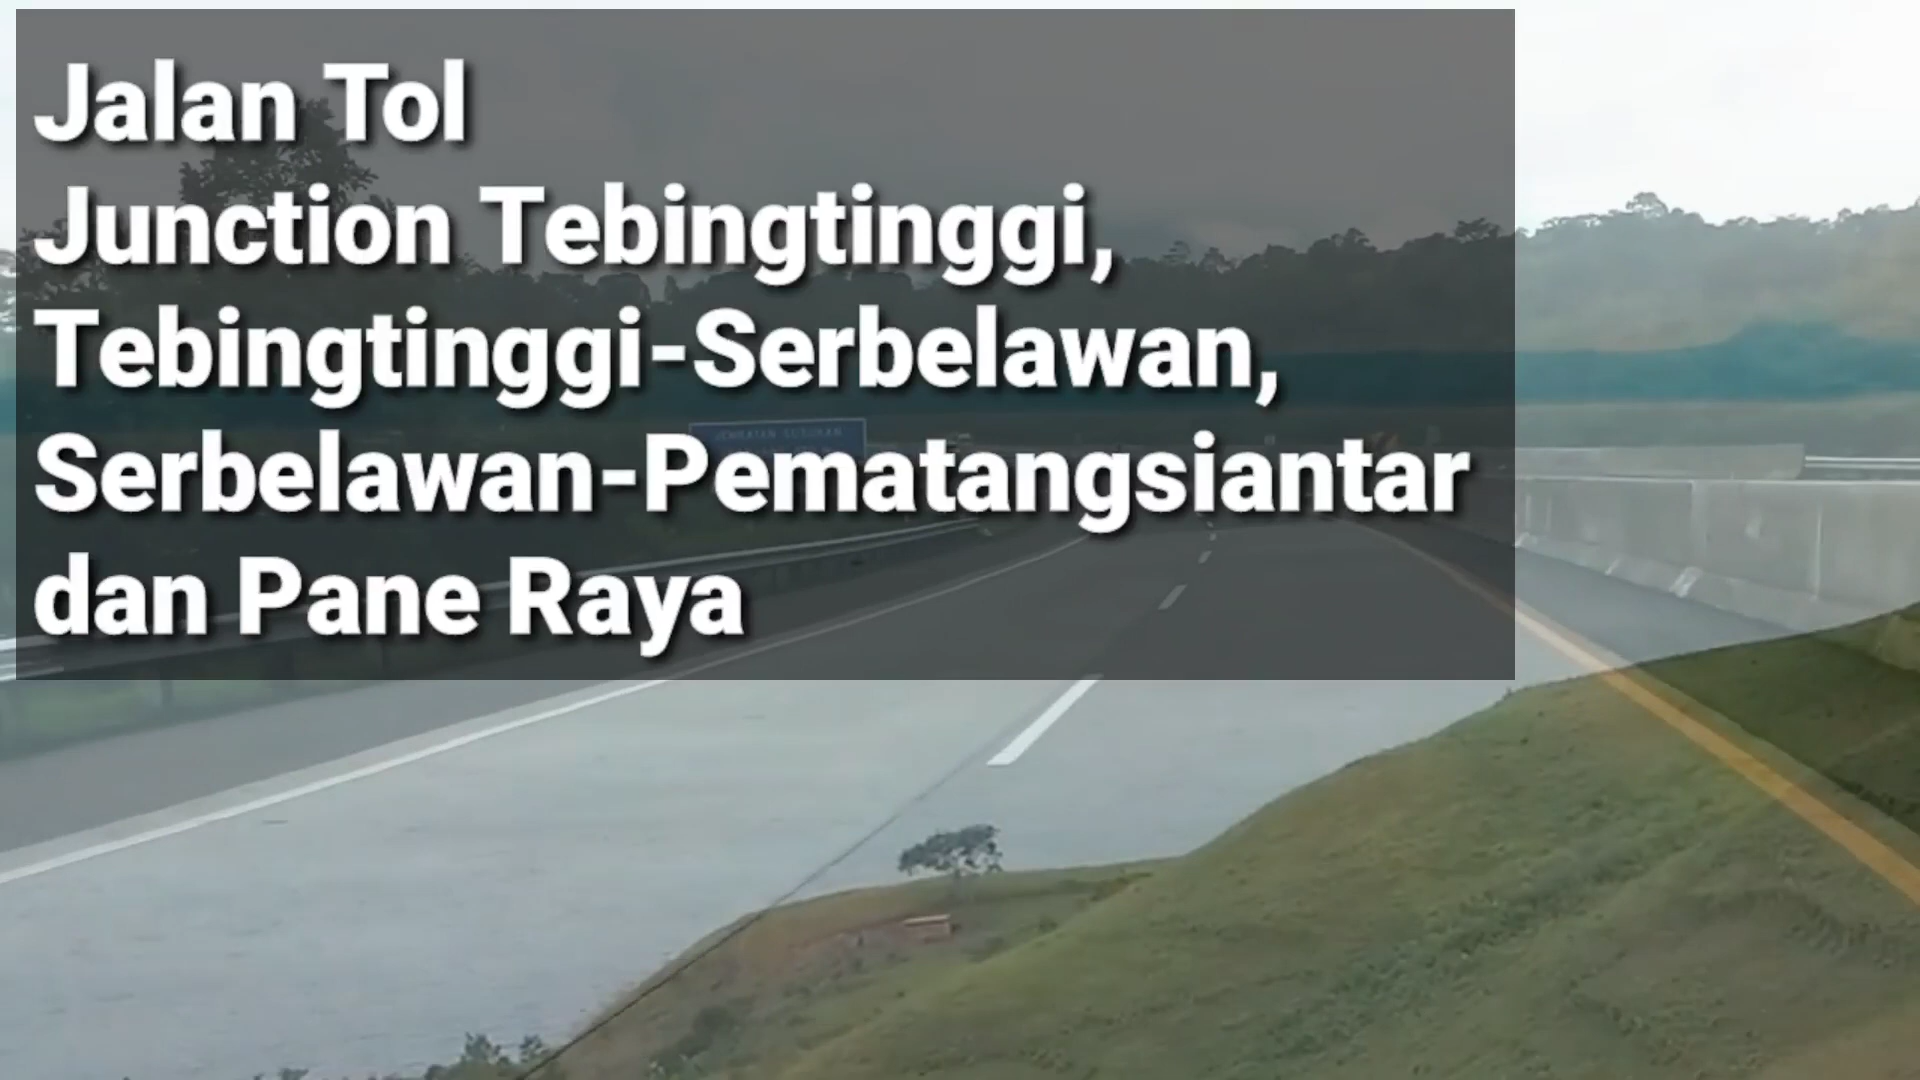 Jalan Tol
Junction Tebingtinggi,
Tebingtinggi-Serbelawan,
Serbelawan-Pematangsiantar
dan Pane Raya